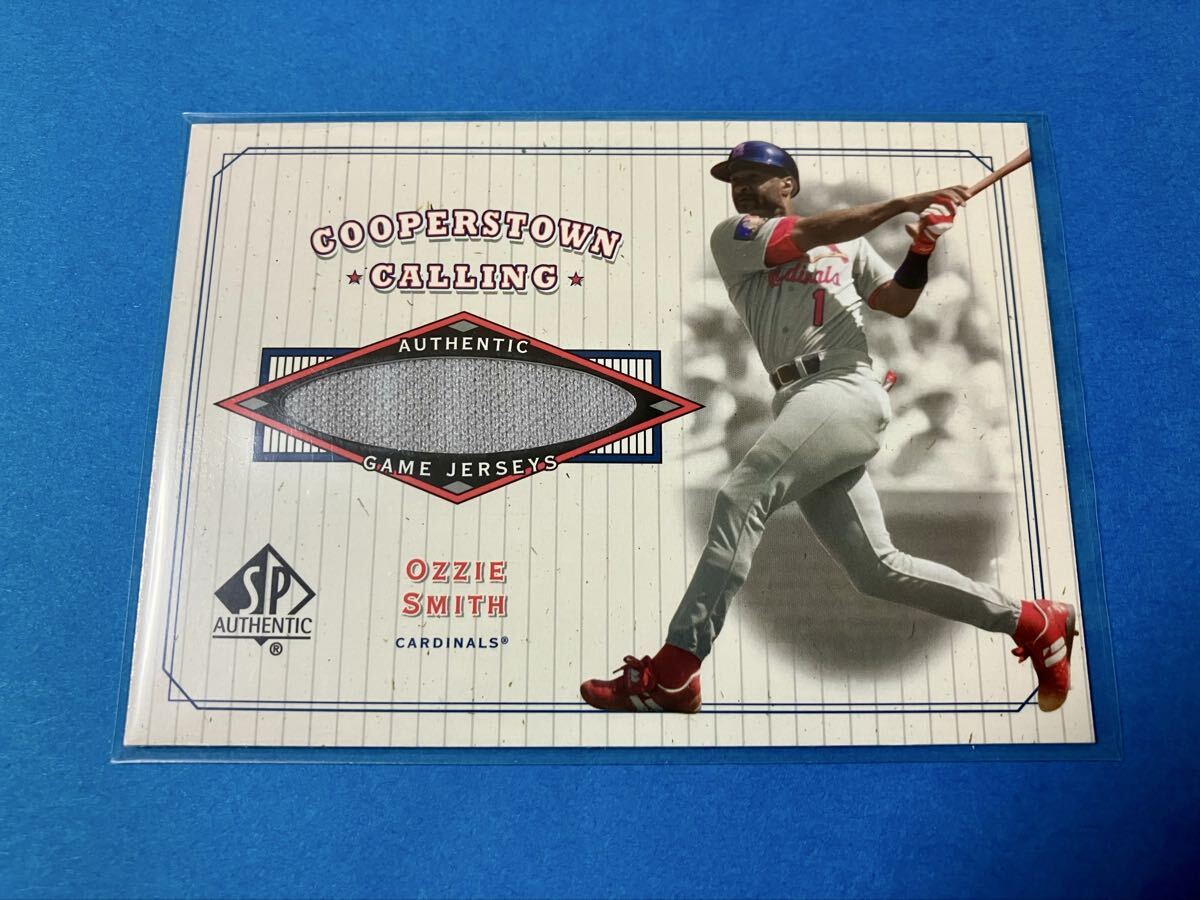 COOPERSTOWN
CALLING
AUTHENTIC
GAME JERSEYS
SP
AUTHENTIC
®
OZZIE
SMITH
CARDINALS®
Cardinals
1